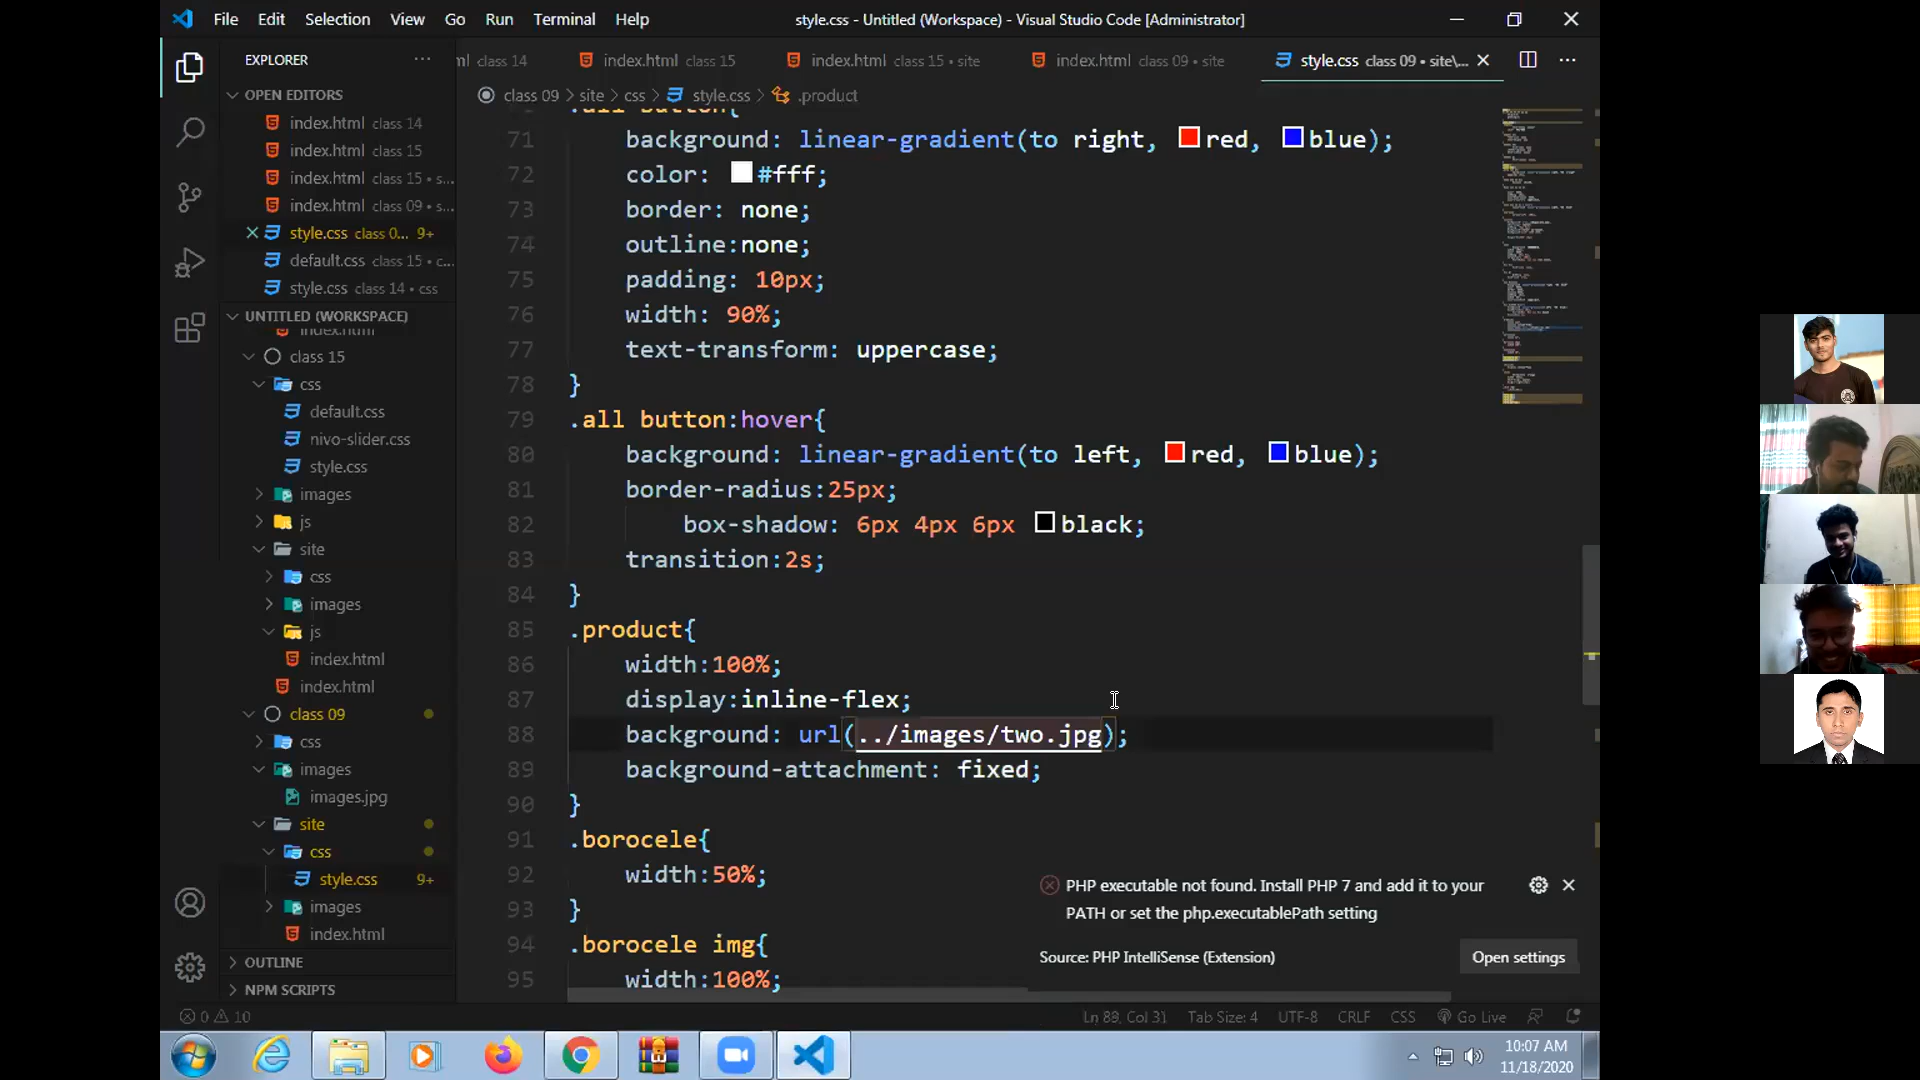 File Edit Selection View Go Run Terminal Help
style.css - Untitled (Workspace) - Visual Studio Code [Administrator]
EXPLORER
class 14
index.html class 15
index.html class 15 • site
index.html class 09 • site
style.css class 09 • site\...
OPEN EDITORS
class 09 > site > css > style.css > .product
index.html class 14
index.html class 15
index.html class 15 • s...
index.html class 09 • s...
style.css class 0... 9+
default.css class 15 • c...
style.css class 14 • css
UNTITLED (WORKSPACE)
index.html
class 15
css
default.css
nivo-slider.css
style.css
images
js
site
css
images
js
index.html
index.html
class 09
css
images
images.jpg
site
css
style.css 9+
images
index.html
OUTLINE
NPM SCRIPTS
.all button{
71 background: linear-gradient(to right, red, blue);
72 color: #fff;
73 border: none;
74 outline:none;
75 padding: 10px;
76 width: 90%;
77 text-transform: uppercase;
78 }
79 .all button:hover{
80 background: linear-gradient(to left, red, blue);
81 border-radius:25px;
82 box-shadow: 6px 4px 6px black;
83 transition:2s;
84 }
85 .product{
86 width:100%;
87 display:inline-flex;
88 background: url(../images/two.jpg);
89 background-attachment: fixed;
90 }
91 .borocele{
92 width:50%;
93 }
94 .borocele img{
95 width:100%;
PHP executable not found. Install PHP 7 and add it to your
PATH or set the php.executablePath setting
Source: PHP IntelliSense (Extension)
Open settings
0 10
Ln 88, Col 31 Tab Size: 4 UTF-8 CRLF CSS Go Live
10:07 AM
11/18/2020